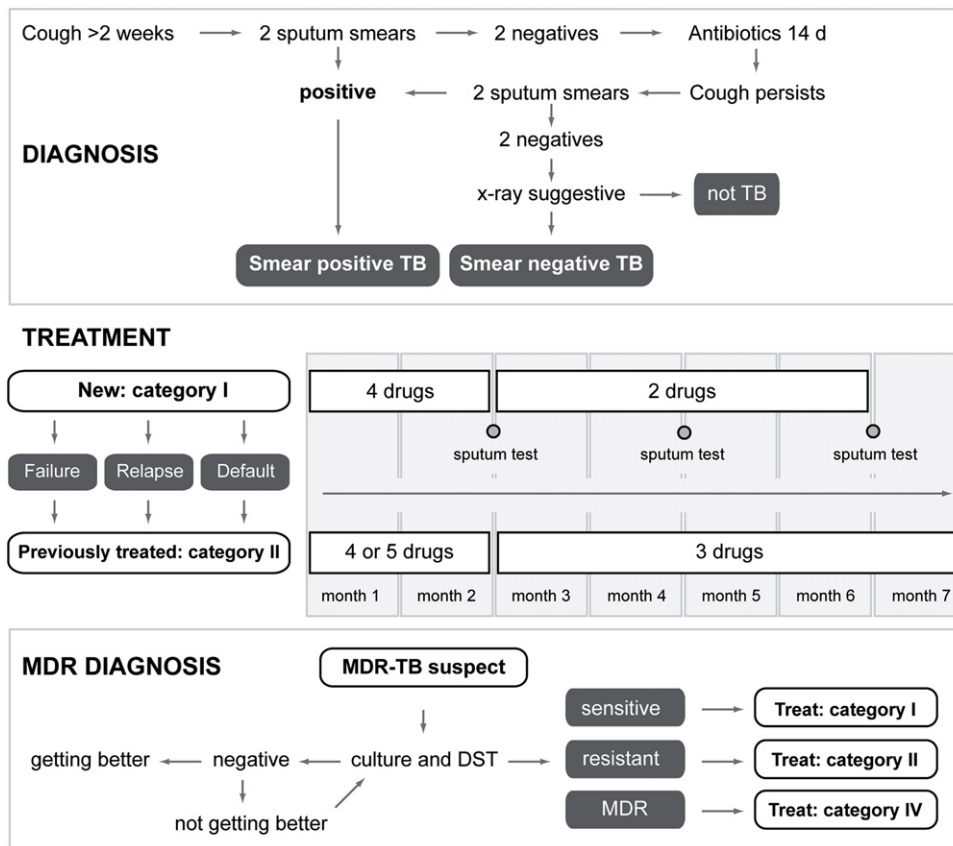 Cough >2 weeks
2 sputum smears
2 negatives
Antibiotics 14 d
positive
2 sputum smears
Cough persists
2 negatives
DIAGNOSIS
x-ray suggestive
not TB
Smear positive TB
Smear negative TB
TREATMENT
New: category I
4 drugs
2 drugs
sputum test
sputum test
sputum test
Failure
Relapse
Default
Previously treated: category II
4 or 5 drugs
3 drugs
month 1
month 2
month 3
month 4
month 5
month 6
month 7
MDR DIAGNOSIS
MDR-TB suspect
sensitive
Treat: category I
getting better
negative
culture and DST
resistant
Treat: category II
not getting better
MDR
Treat: category IV